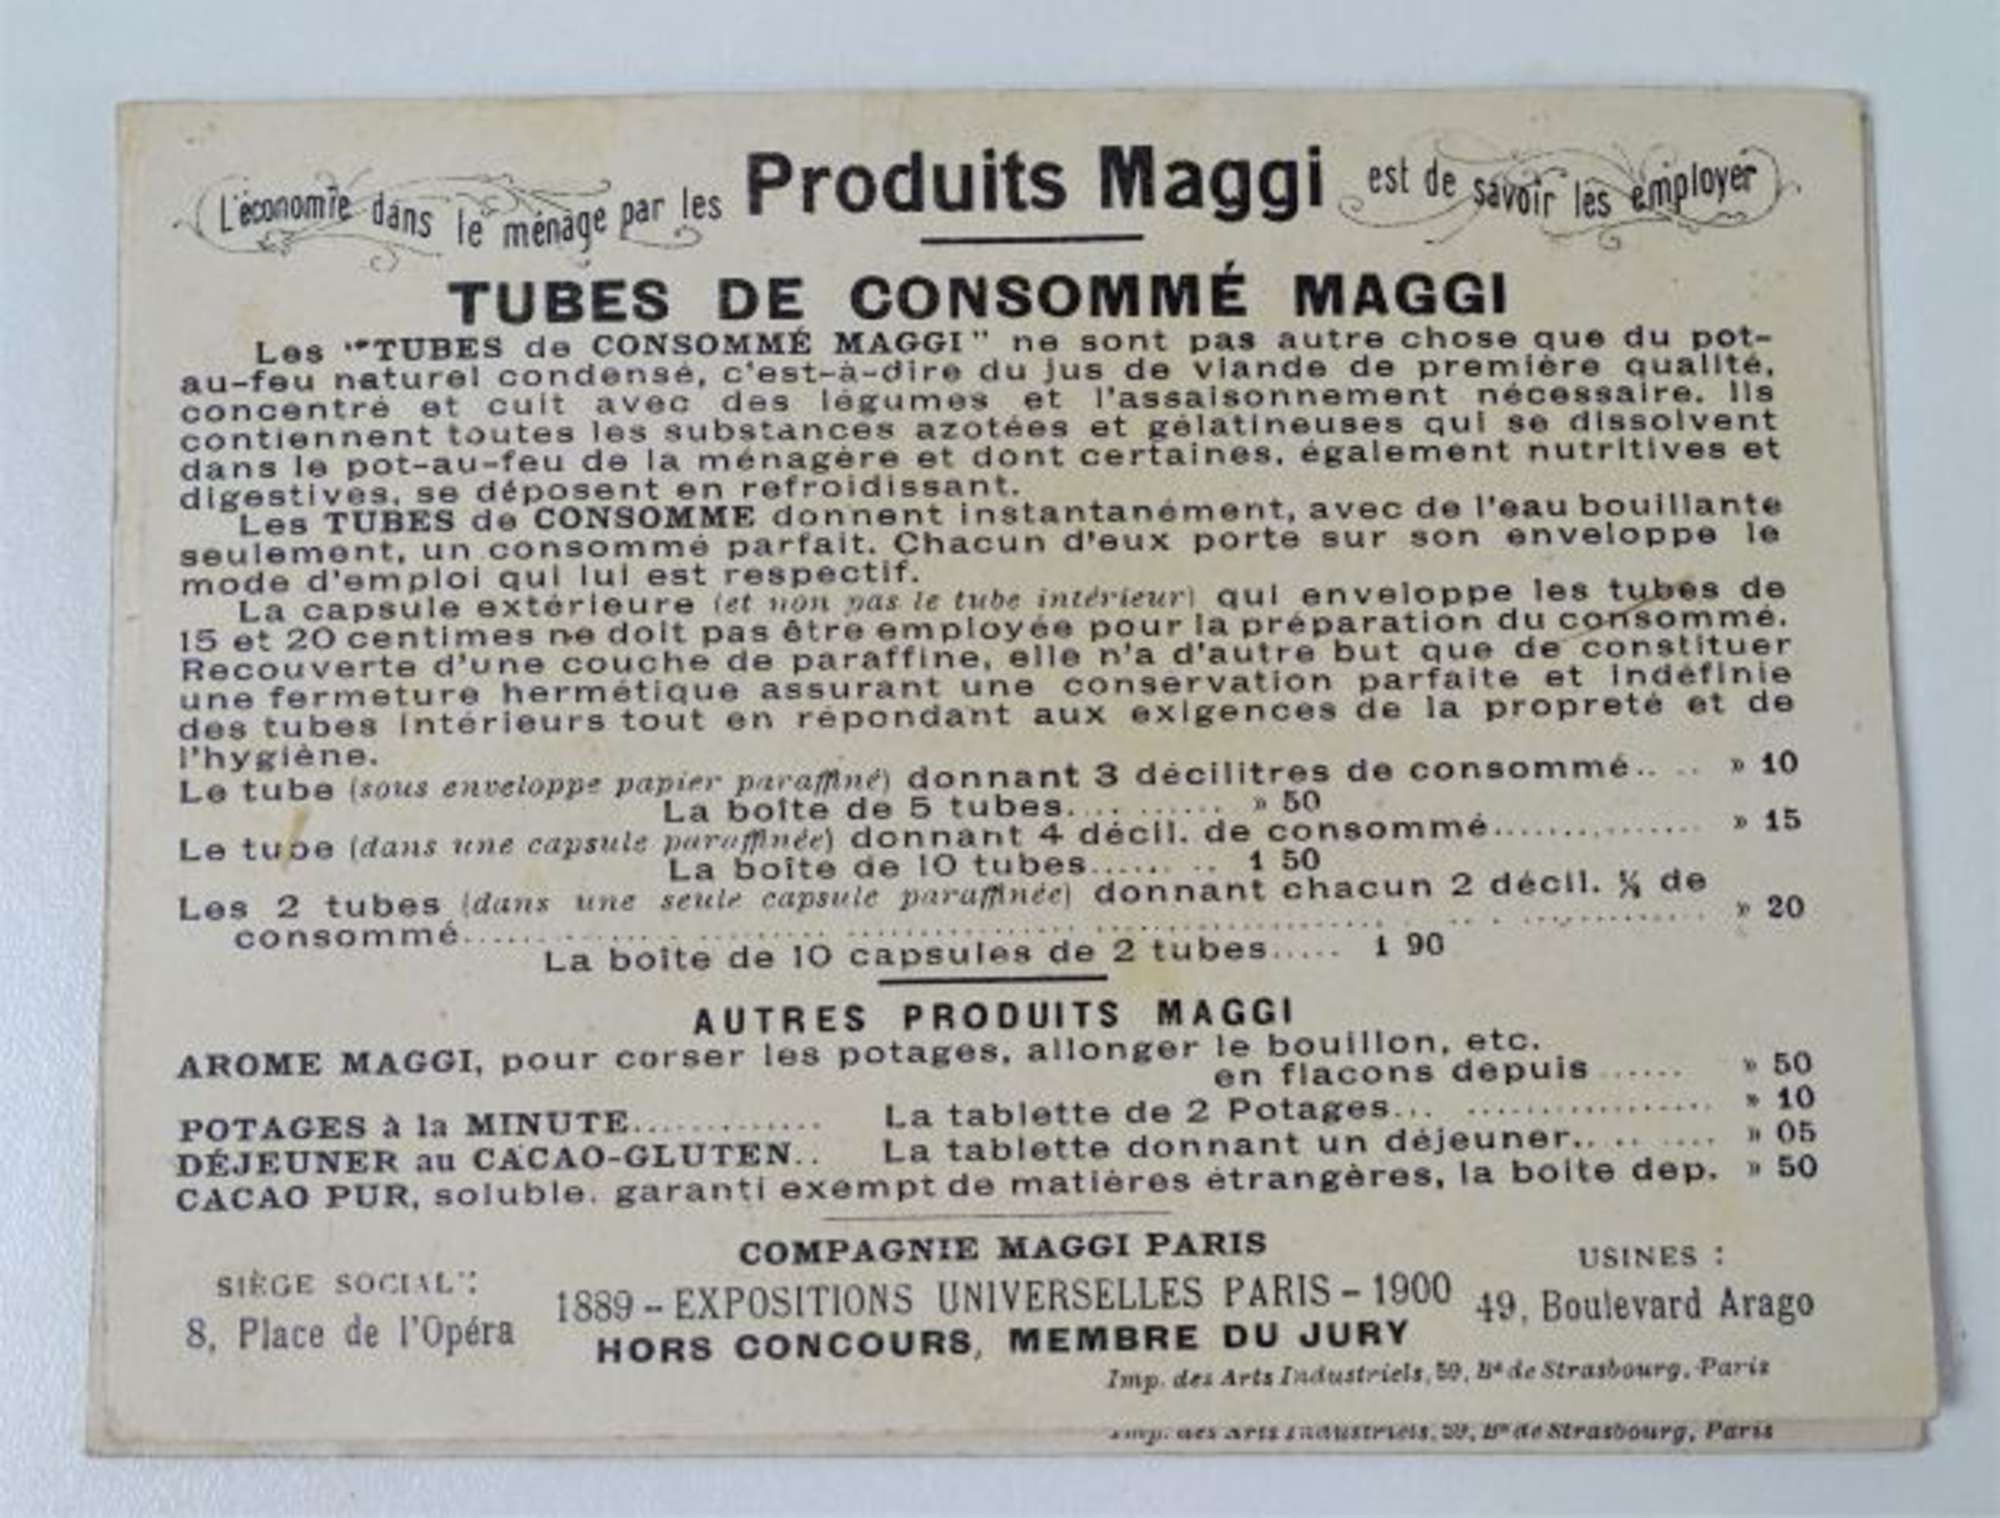 L'économie dans le ménage par les Produits Maggi est de savoir les employer
TUBES DE CONSOMMÉ MAGGI
Les "TUBES de CONSOMMÉ MAGGI" ne sont pas autre chose que du pot-
au-feu naturel condensé, c'est-à-dire du jus de viande de première qualité,
concentré et cuit avec des légumes et l'assaisonnement nécessaire. Ils
contiennent toutes les substances azotées et gélatineuses qui se dissolvent
dans le pot-au-feu de la ménagère et dont certaines, également nutritives et
digestives, se déposent en refroidissant.
Les TUBES de CONSOMME donnent instantanément, avec de l'eau bouillante
seulement, un consommé parfait. Chacun d'eux porte sur son enveloppe le
mode d'emploi qui lui est respectif.
La capsule extérieure (et non pas le tube intérieur) qui enveloppe les tubes de
15 et 20 centimes ne doit pas être employée pour la préparation du consommé.
Recouverte d'une couche de paraffine, elle n'a d'autre but que de constituer
une fermeture hermétique assurant une conservation parfaite et indéfinie
des tubes intérieurs tout en répondant aux exigences de la propreté et de
l'hygiène.
Le tube (sous enveloppe papier paraffiné) donnant 3 décilitres de consommé.. .. » 10
La boîte de 5 tubes.... ........... » 50
Le tube (dans une capsule paraffinée) donnant 4 décil. de consommé................ » 15
La boîte de 10 tubes....... .. 1 50
Les 2 tubes (dans une seule capsule paraffinée) donnant chacun 2 décil. de
consommé.................................... » 20
La boîte de 10 capsules de 2 tubes..... 1 90
AUTRES PRODUITS MAGGI
AROME MAGGI, pour corser les potages, allonger le bouillon, etc.
en flacons depuis ...... » 50
POTAGES à la MINUTE............. La tablette de 2 Potages... .................. » 10
DÉJEUNER au CACAO-GLUTEN.. La tablette donnant un déjeuner..... .... » 05
CACAO PUR, soluble, garanti exempt de matières étrangères, la boîte dep. » 50
COMPAGNIE MAGGI PARIS
SIÈGE SOCIAL : USINES :
1889 - EXPOSITIONS UNIVERSELLES PARIS - 1900
8, Place de l'Opéra 49, Boulevard Arago
HORS CONCOURS, MEMBRE DU JURY
Imp. des Arts Industriels, 59, Bd de Strasbourg, Paris
Imp. des Arts Industriels, 59, Bd de Strasbourg, Paris